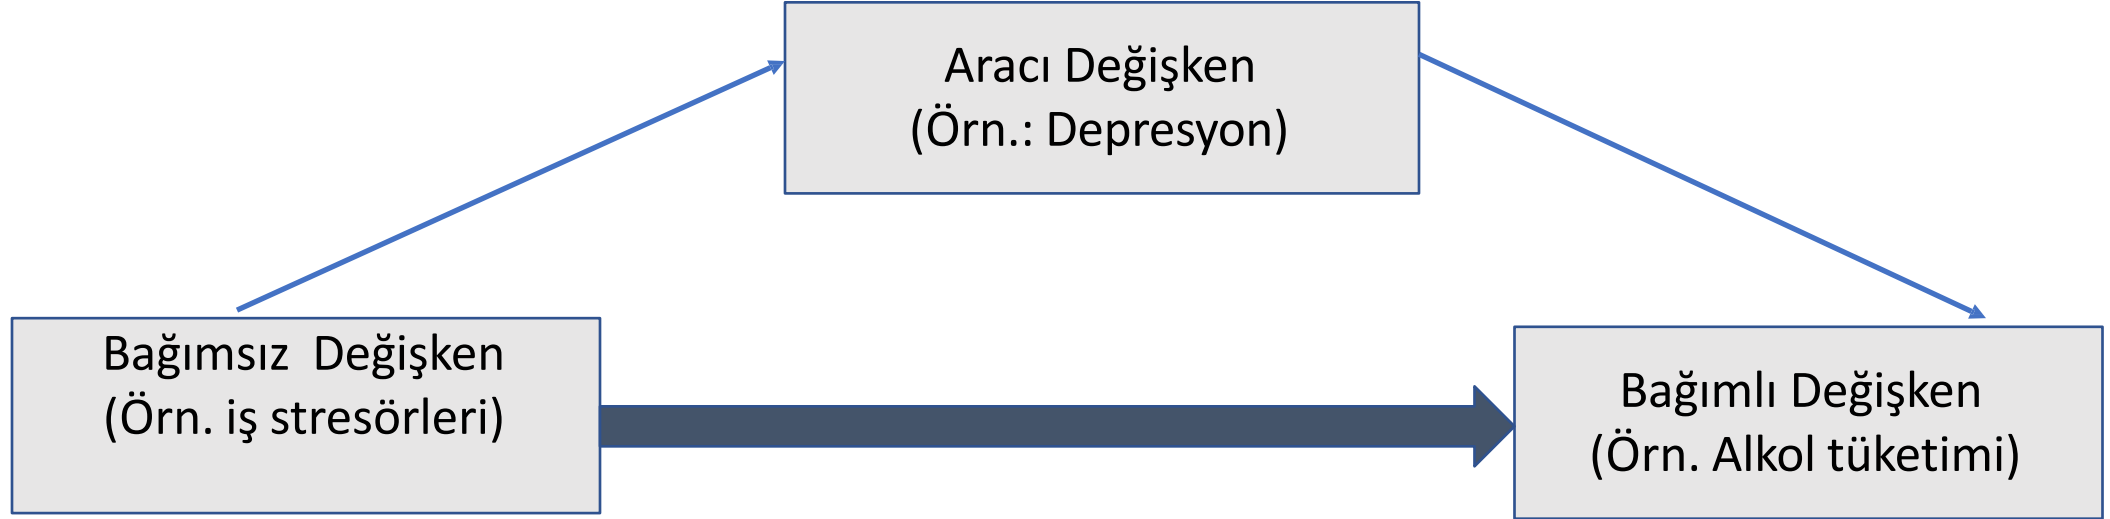 Aracı Değişken
(Örn.: Depresyon)
Bağımsız  Değişken
(Örn. iş stresörleri)
Bağımlı Değişken
(Örn. Alkol tüketimi)